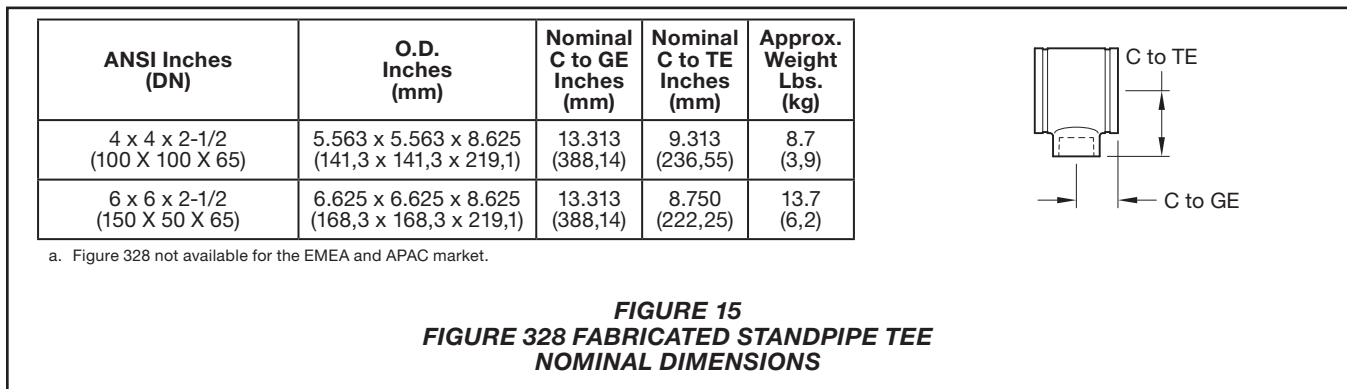 ANSI Inches
(DN)
O.D.
Inches
(mm)
Nominal
C to GE
Inches
(mm)
Nominal
C to TE
Inches
(mm)
Approx.
Weight
Lbs.
(kg)
4 x 4 x 2-1/2
(100 X 100 X 65)
5.563 x 5.563 x 8.625
(141,3 x 141,3 x 219,1)
13.313
(388,14)
9.313
(236,55)
8.7
(3,9)
6 x 6 x 2-1/2
(150 X 50 X 65)
6.625 x 6.625 x 8.625
(168,3 x 168,3 x 219,1)
13.313
(388,14)
8.750
(222,25)
13.7
(6,2)
a. Figure 328 not available for the EMEA and APAC market.
C to TE
C to GE
FIGURE 15
FIGURE 328 FABRICATED STANDPIPE TEE
NOMINAL DIMENSIONS